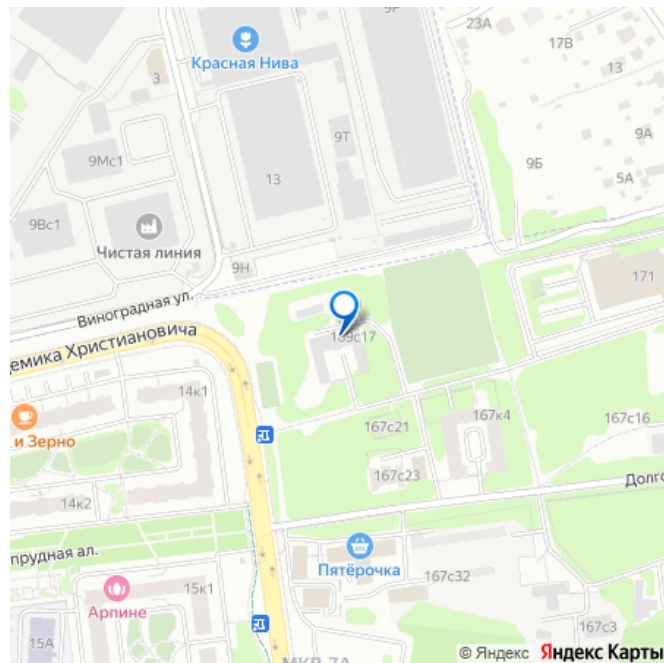 9Р
23А
17В
Красная Нива
3
13
9Т
9А
9Мс1
9Б
13
5А
9Вс1
Чистая линия
9Н
171
Виноградная ул.
демика Христиановича
14к1
и Зерно
167с21
167к4
167с16
167с23
14к2
Долго
прудная ал.
Пятёрочка
167с32
15к1
Арпине
167с3
15А
МКР-7А
© Яндекс Яндекс Карты